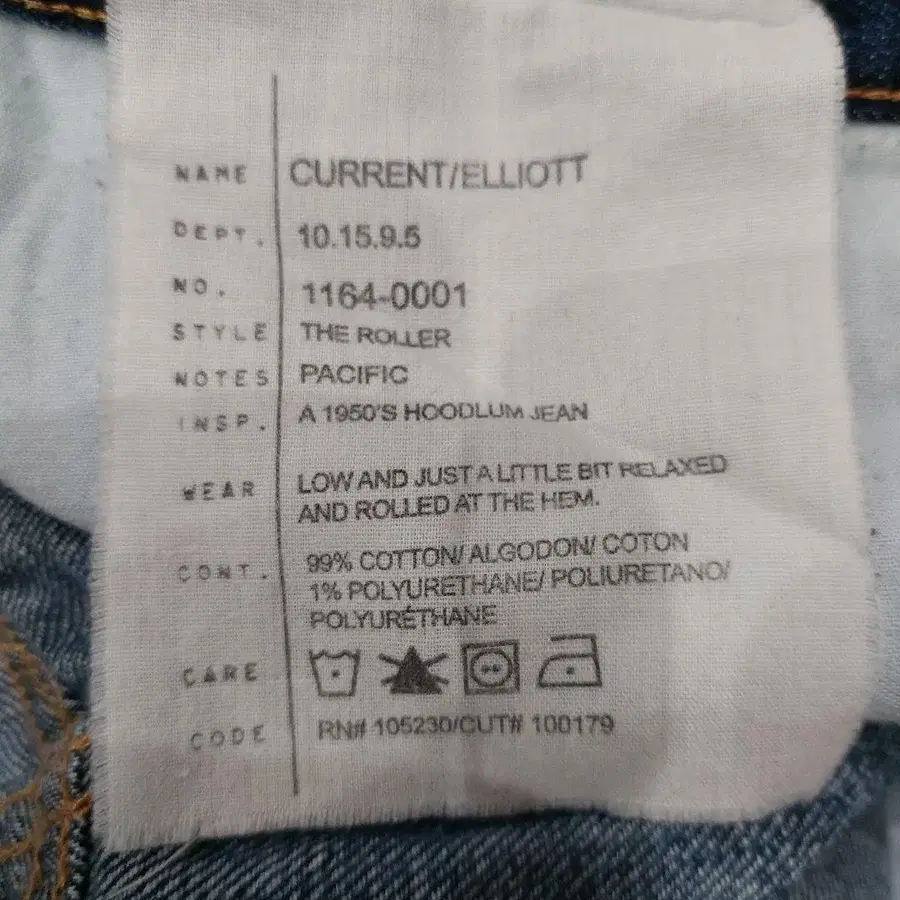 NAME CURRENT/ELLIOTT
DEPT. 10.15.9.5
NO. 1164-0001
STYLE THE ROLLER
NOTES PACIFIC
INSP. A 1950'S HOODLUM JEAN
WEAR LOW AND JUST A LITTLE BIT RELAXED
AND ROLLED AT THE HEM.
CONT. 99% COTTON/ ALGODON/ COTON
1% POLYURETHANE/ POLIURETANO/
POLYURÉTHANE
CARE
CODE RN# 105230/CUT# 100179